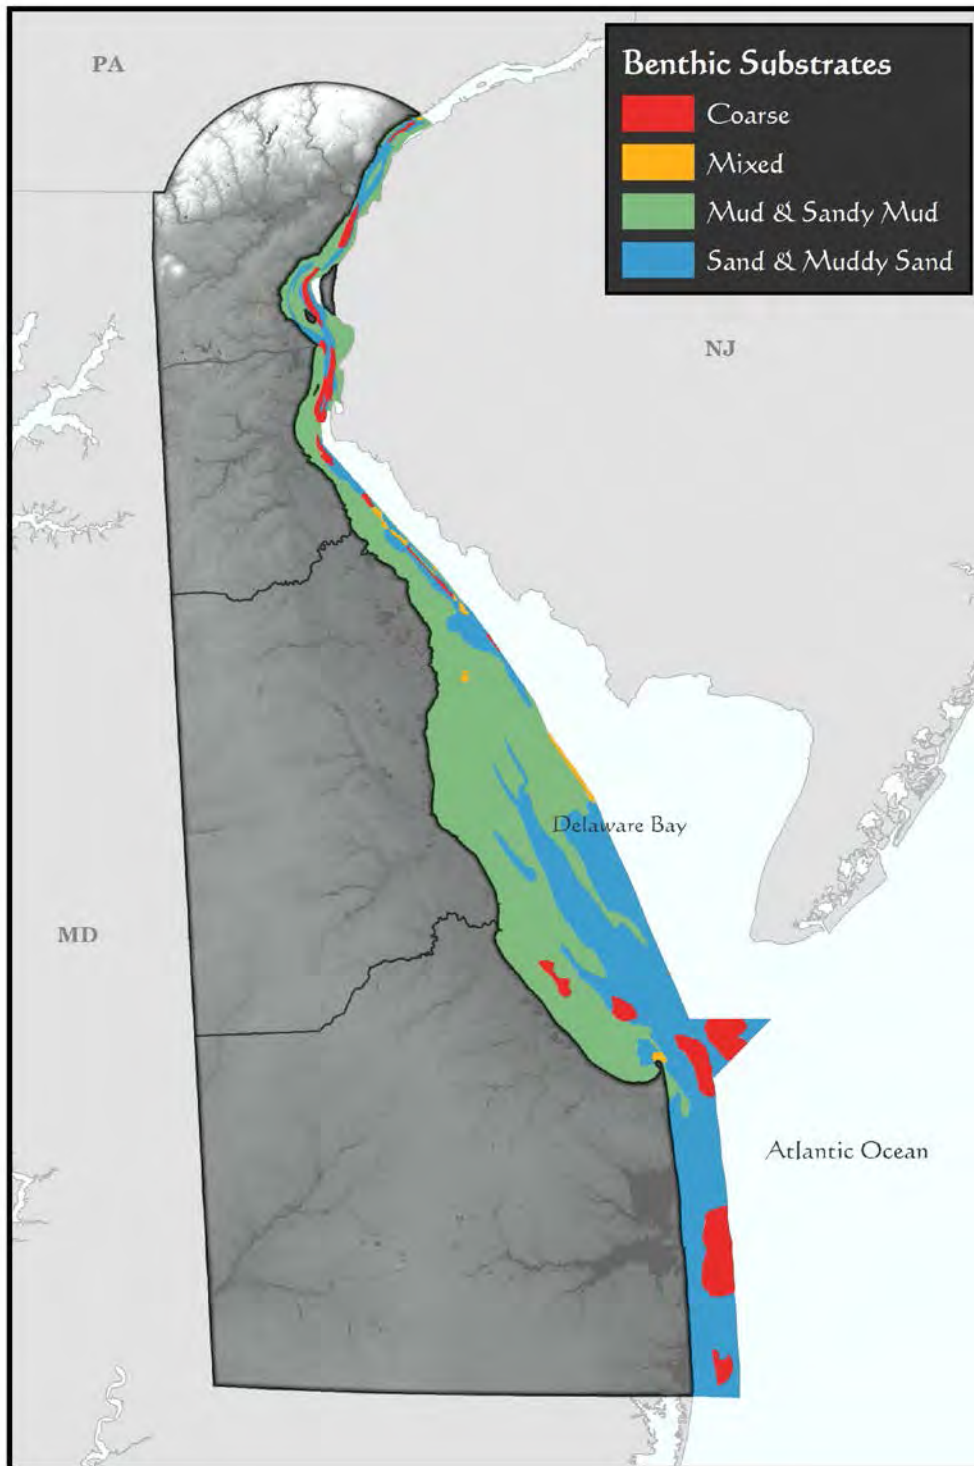 PA
Benthic Substrates
Coarse
Mixed
Mud & Sandy Mud
Sand & Muddy Sand
NJ
Delaware Bay
MD
Atlantic Ocean